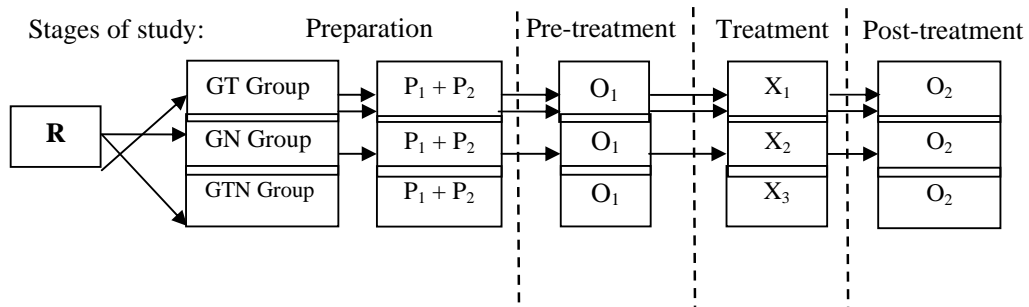 Stages of study: Preparation Pre-treatment Treatment Post-treatment
GT Group P₁ + P₂ O₁ X₁ O₂
R GN Group P₁ + P₂ O₁ X₂ O₂
GTN Group P₁ + P₂ O₁ X₃ O₂